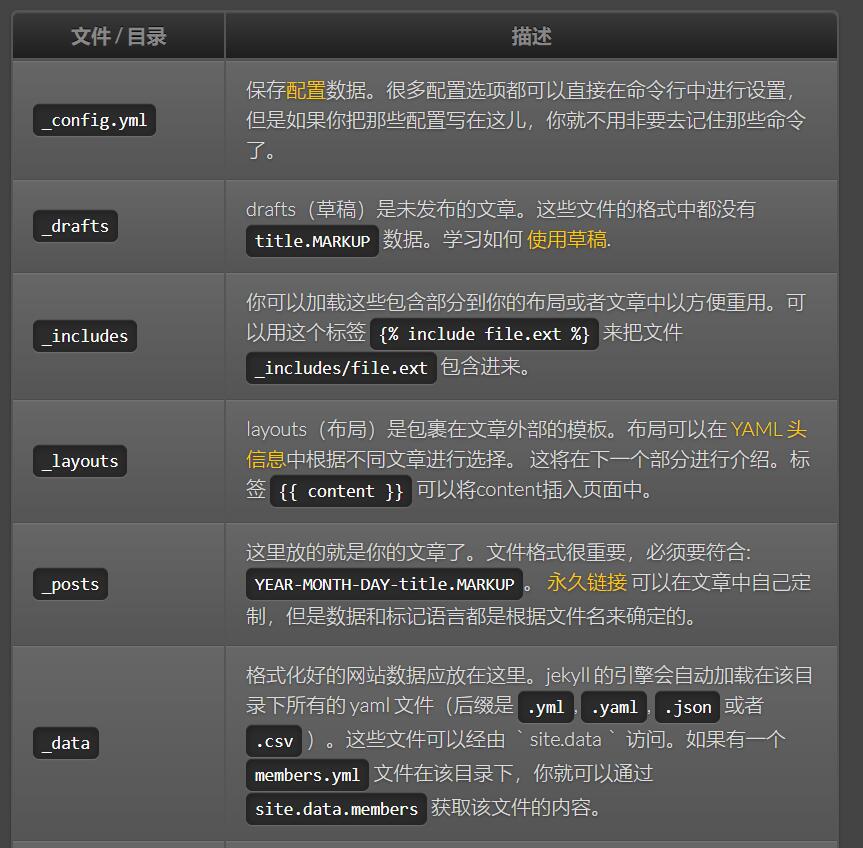 文件 / 目录 描述
_config.yml
保存配置数据。很多配置选项都可以直接在命令行中进行设置，
但是如果你把那些配置写在这儿，你就不用非要去记住那些命令
了。
_drafts
drafts（草稿）是未发布的文章。这些文件的格式中都没有
title.MARKUP 数据。学习如何 使用草稿.
_includes
你可以加载这些包含部分到你的布局或者文章中以方便重用。可
以用这个标签 {% include file.ext %} 来把文件
_includes/file.ext 包含进来。
_layouts
layouts（布局）是包裹在文章外部的模板。布局可以在 YAML 头
信息中根据不同文章进行选择。 这将在下一个部分进行介绍。标
签 {{ content }} 可以将content插入页面中。
_posts
这里放的就是你的文章了。文件格式很重要，必须要符合:
YEAR-MONTH-DAY-title.MARKUP 。 永久链接 可以在文章中自己定
制，但是数据和标记语言都是根据文件名来确定的。
_data
格式化好的网站数据应放在这里。jekyll 的引擎会自动加载在该目
录下所有的 yaml 文件（后缀是 .yml, .yaml, .json 或者
.csv ）。这些文件可以经由 ｀site.data｀ 访问。如果有一个
members.yml 文件在该目录下，你就可以通过
site.data.members 获取该文件的内容。